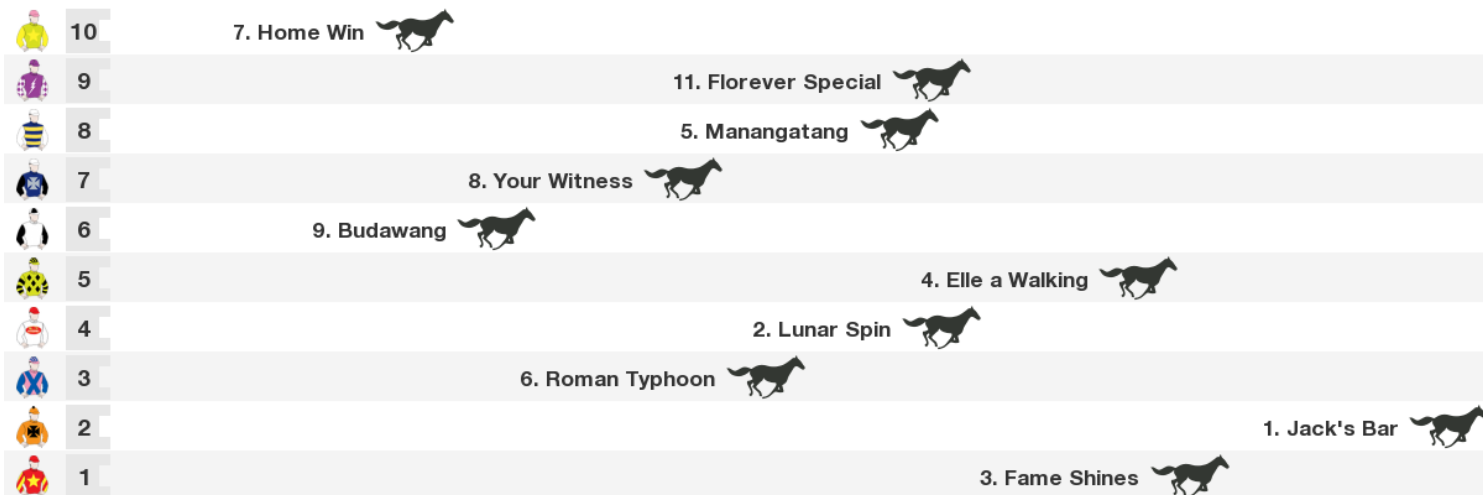 10 7. Home Win
9 11. Florever Special
8 5. Manangatang
7 8. Your Witness
6 9. Budawang
5 4. Elle a Walking
4 2. Lunar Spin
3 6. Roman Typhoon
2 1. Jack's Bar
1 3. Fame Shines